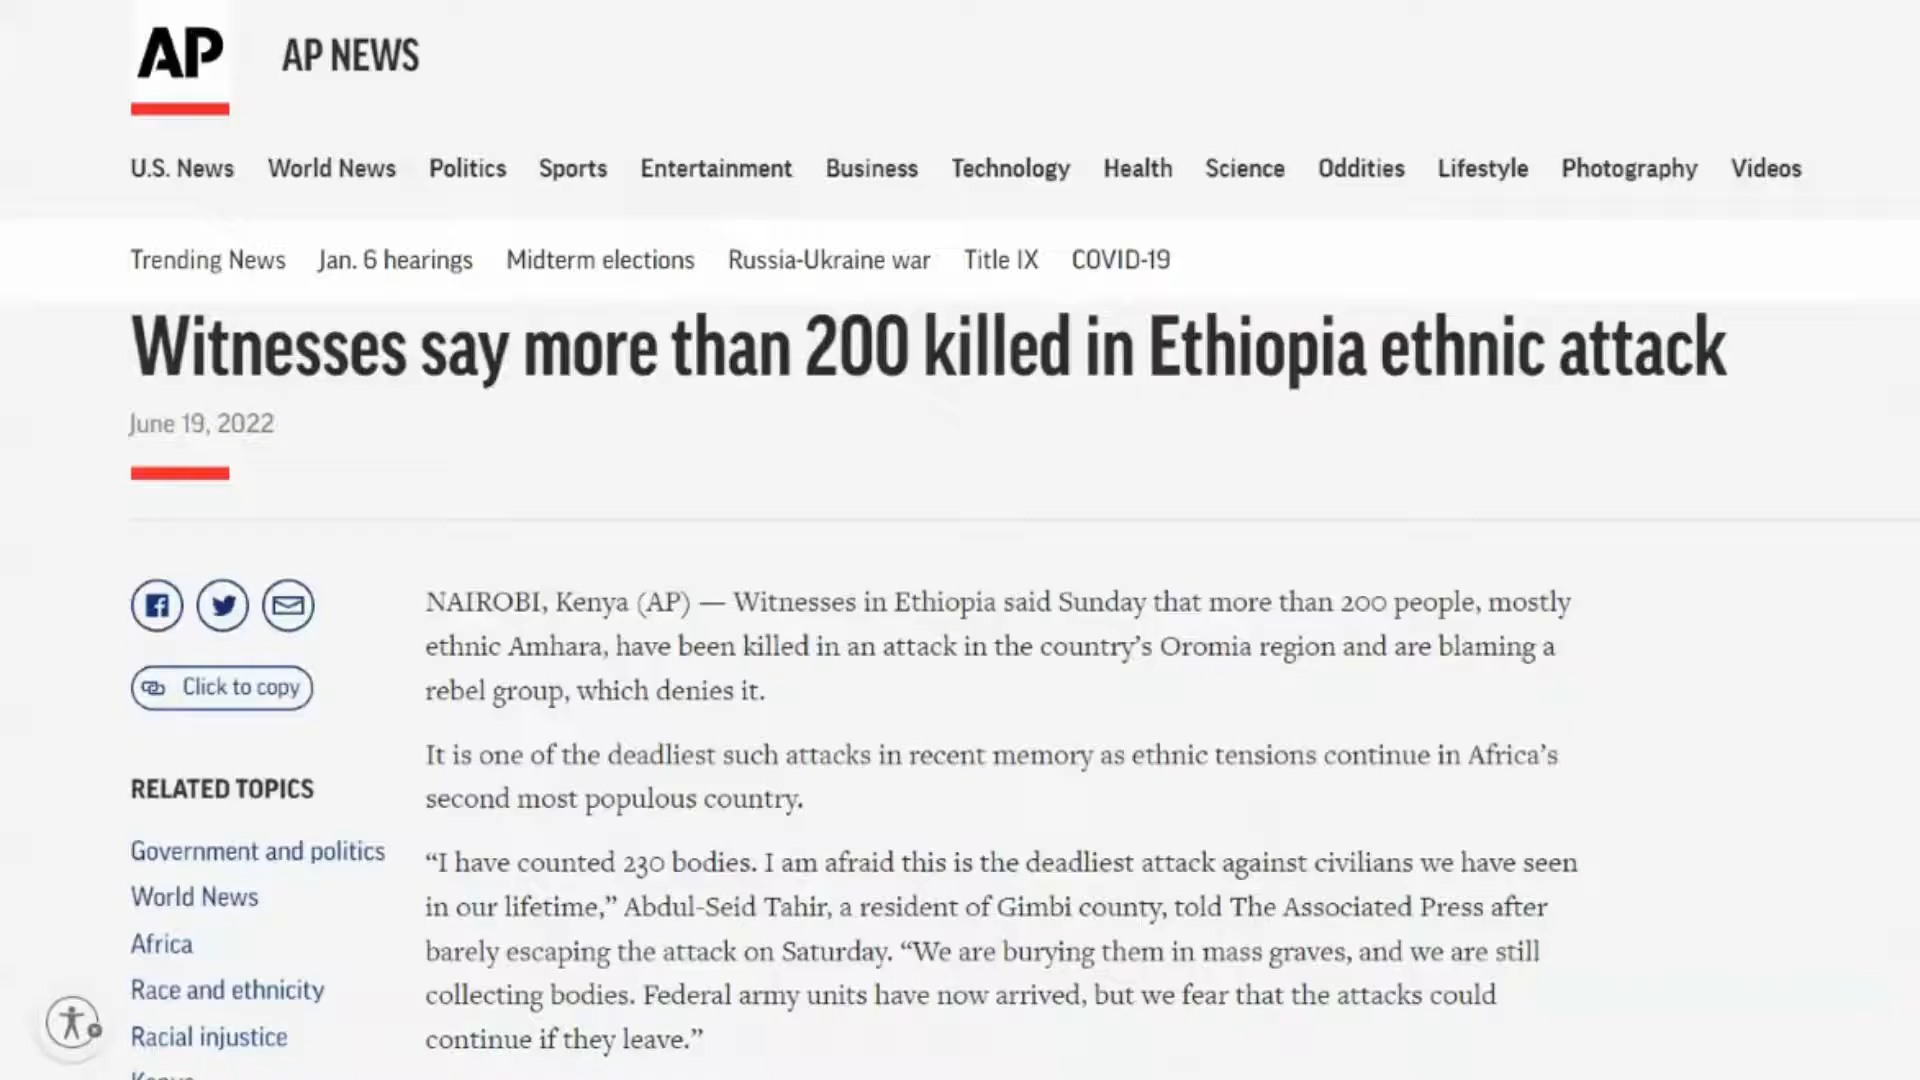 AP
AP NEWS
U.S. News World News Politics Sports Entertainment Business Technology Health Science Oddities Lifestyle Photography Videos
Trending News Jan. 6 hearings Midterm elections Russia-Ukraine war Title IX COVID-19
Witnesses say more than 200 killed in Ethiopia ethnic attack
June 19, 2022
Click to copy
RELATED TOPICS
Government and politics
World News
Africa
Race and ethnicity
Racial injustice
Kenya
NAIROBI, Kenya (AP) — Witnesses in Ethiopia said Sunday that more than 200 people, mostly
ethnic Amhara, have been killed in an attack in the country’s Oromia region and are blaming a
rebel group, which denies it.
It is one of the deadliest such attacks in recent memory as ethnic tensions continue in Africa’s
second most populous country.
“I have counted 230 bodies. I am afraid this is the deadliest attack against civilians we have seen
in our lifetime,” Abdul-Seid Tahir, a resident of Gimbi county, told The Associated Press after
barely escaping the attack on Saturday. “We are burying them in mass graves, and we are still
collecting bodies. Federal army units have now arrived, but we fear that the attacks could
continue if they leave.”